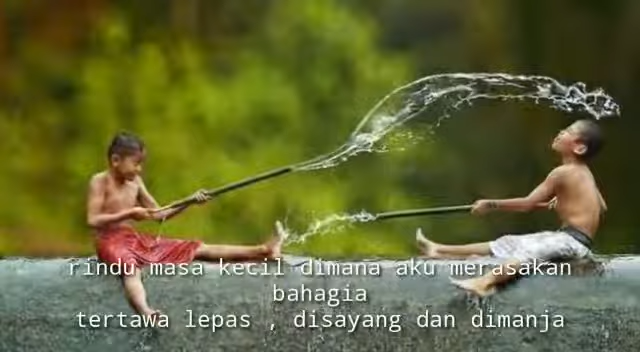 rindu masa kecil dimana aku merasakan
bahagia
tertawa lepas , disayang dan dimanja